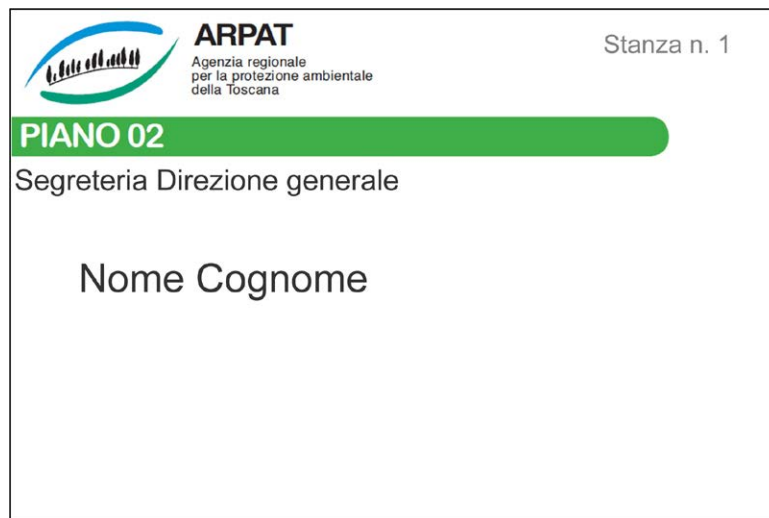 ARPAT
Agenzia regionale
per la protezione ambientale
della Toscana
Stanza n. 1
PIANO 02
Segreteria Direzione generale
Nome Cognome